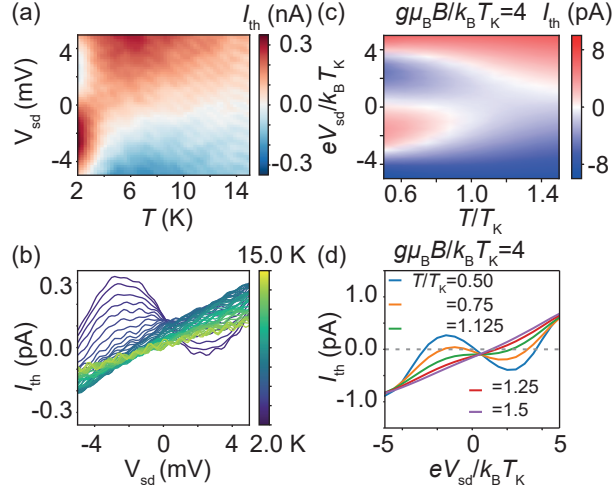 (a)
I_th (nA)
5
0
-5
V_sd (mV)
2
6
10
14
T (K)
0.3
0.0
-0.3
(c)
gμ_BB/k_BT_K=4
I_th (pA)
4
0
-4
eV_sd/k_BT_K
0.6
1.0
1.4
T/T_K
8
0
-8
(b)
15.0 K
0.3
0.0
-0.3
I_th (pA)
-4
0
4
V_sd (mV)
2.0 K
(d)
gμ_BB/k_BT_K=4
T/T_K=0.50
=0.75
=1.125
=1.25
=1.5
1.0
0.0
-1.0
I_th (pA)
-5
0
5
eV_sd/k_BT_K